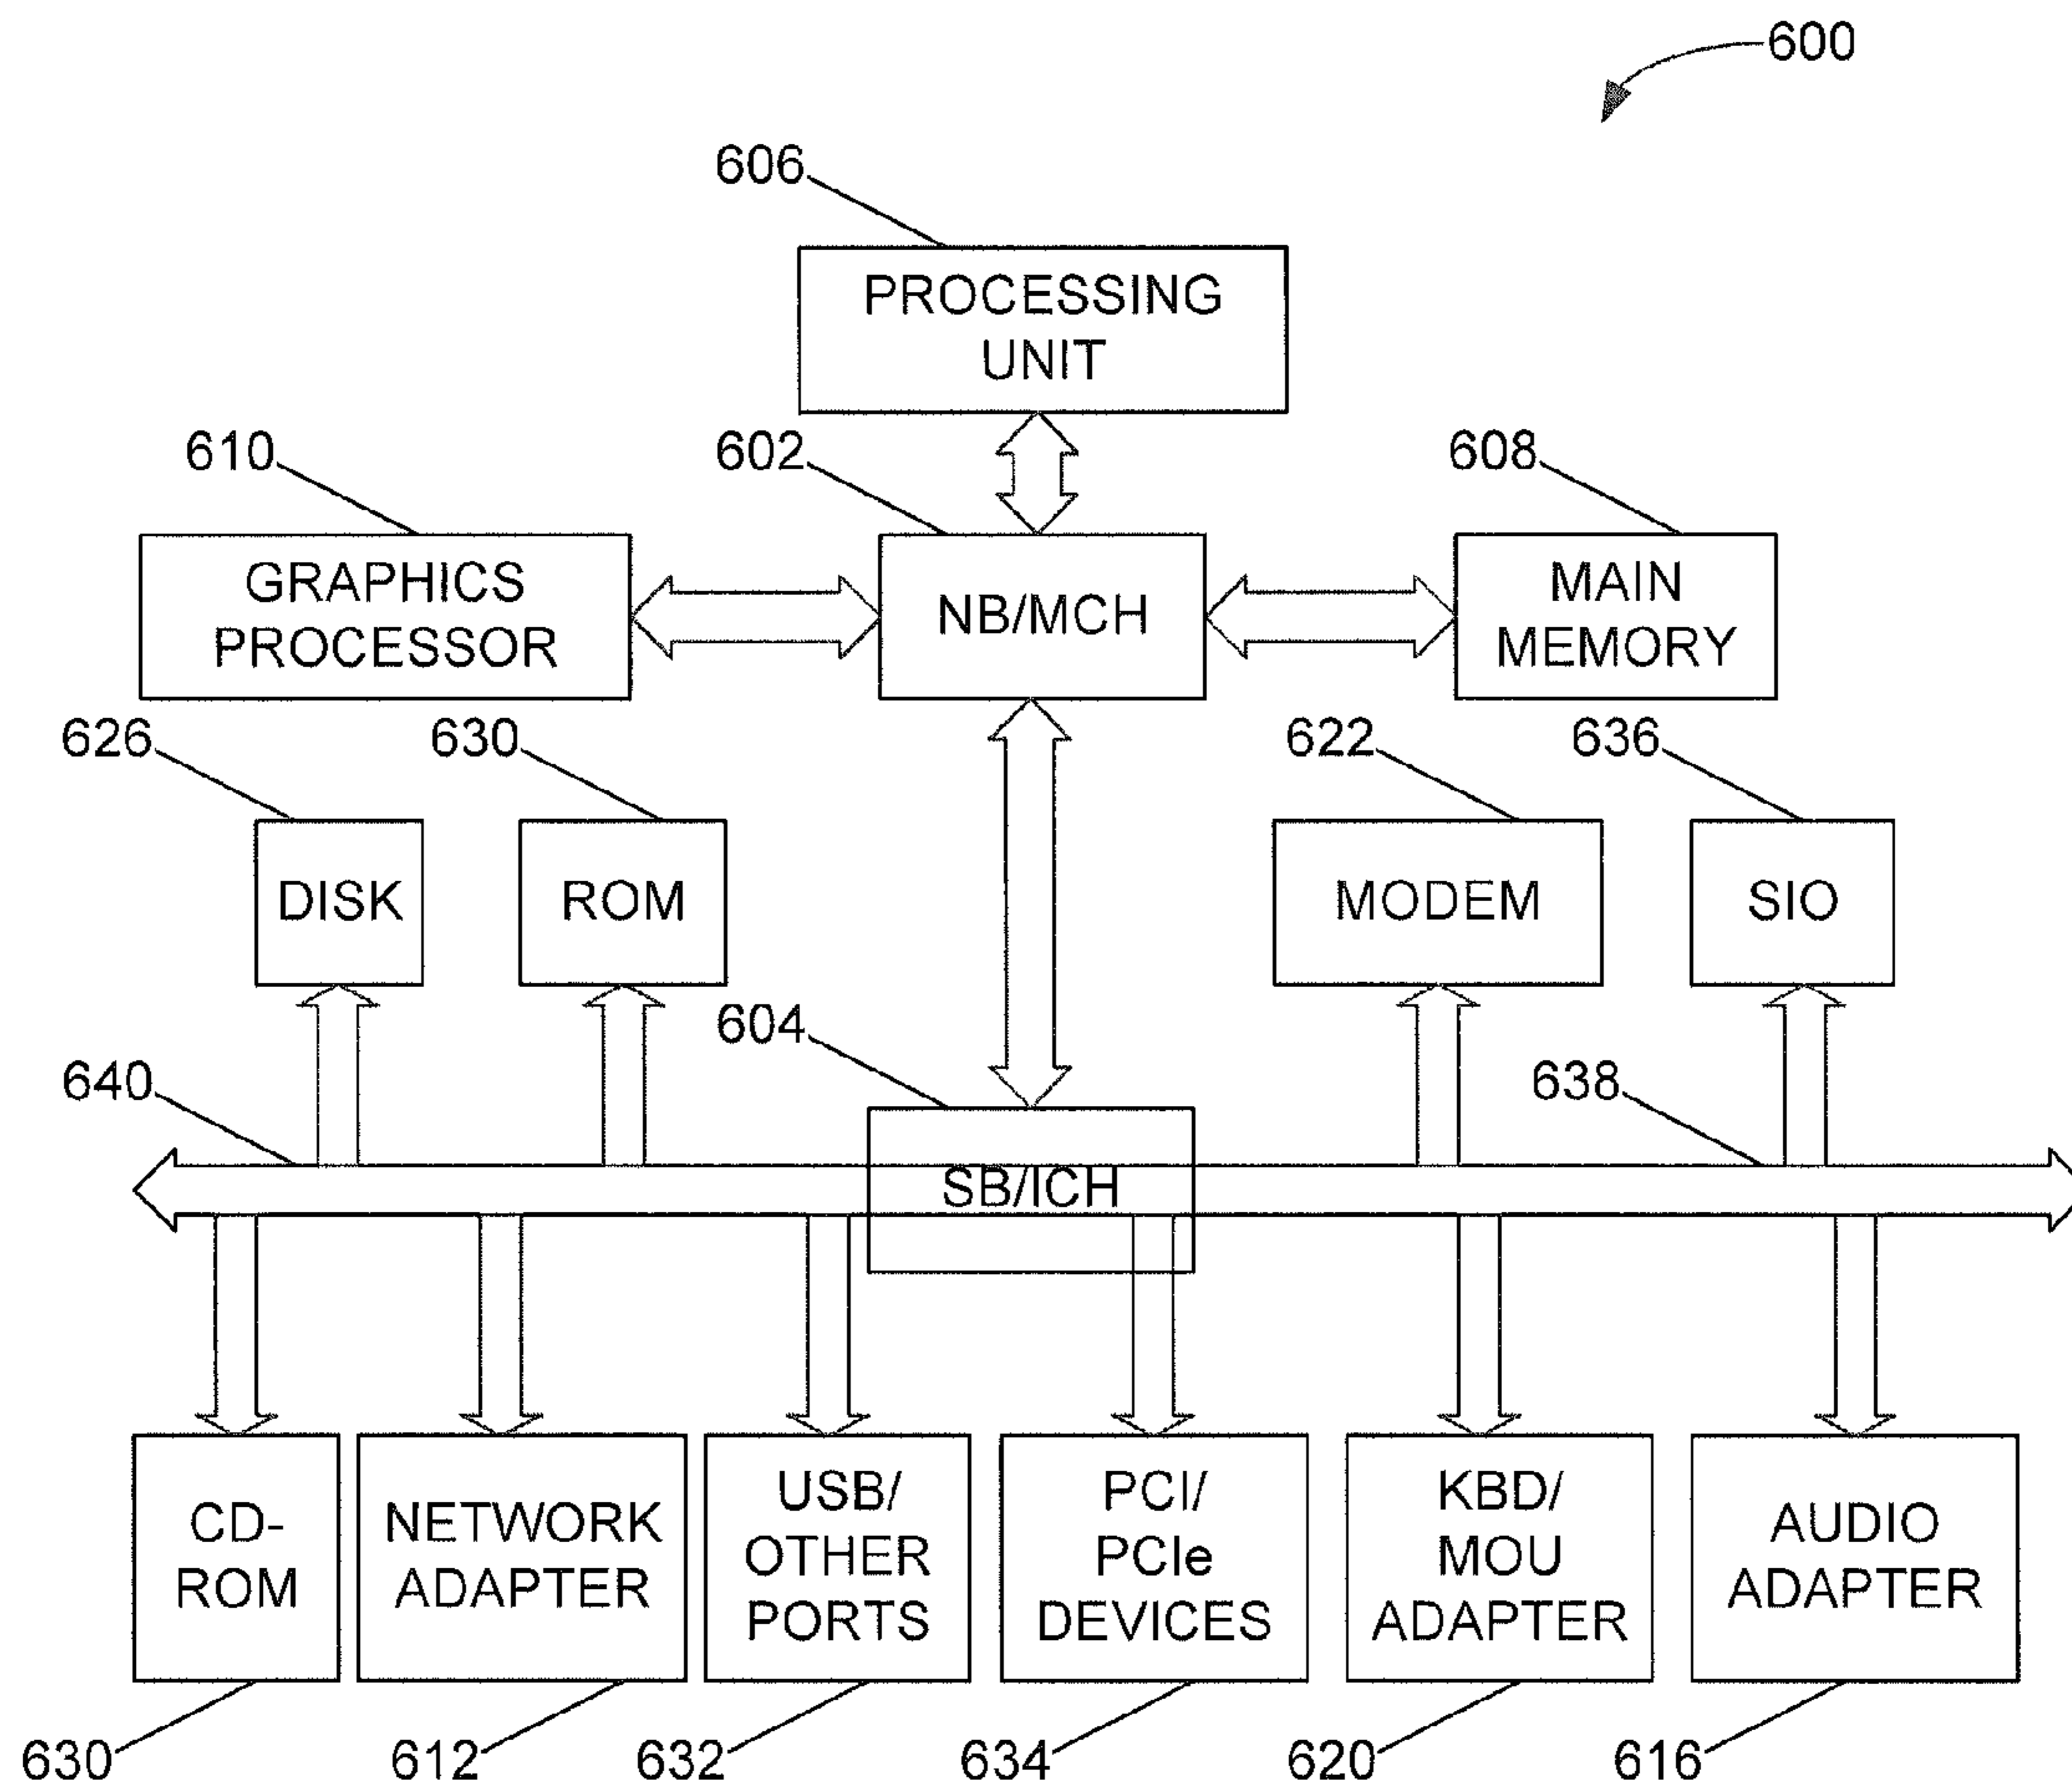 600
606
PROCESSING
UNIT
610
602
608
GRAPHICS
PROCESSOR
NB/MCH
MAIN
MEMORY
626
630
622
636
DISK
ROM
MODEM
SIO
604
640
638
SB/ICH
CD-
ROM
NETWORK
ADAPTER
USB/
OTHER
PORTS
PCI/
PCIe
DEVICES
KBD/
MOU
ADAPTER
AUDIO
ADAPTER
630
612
632
634
620
616